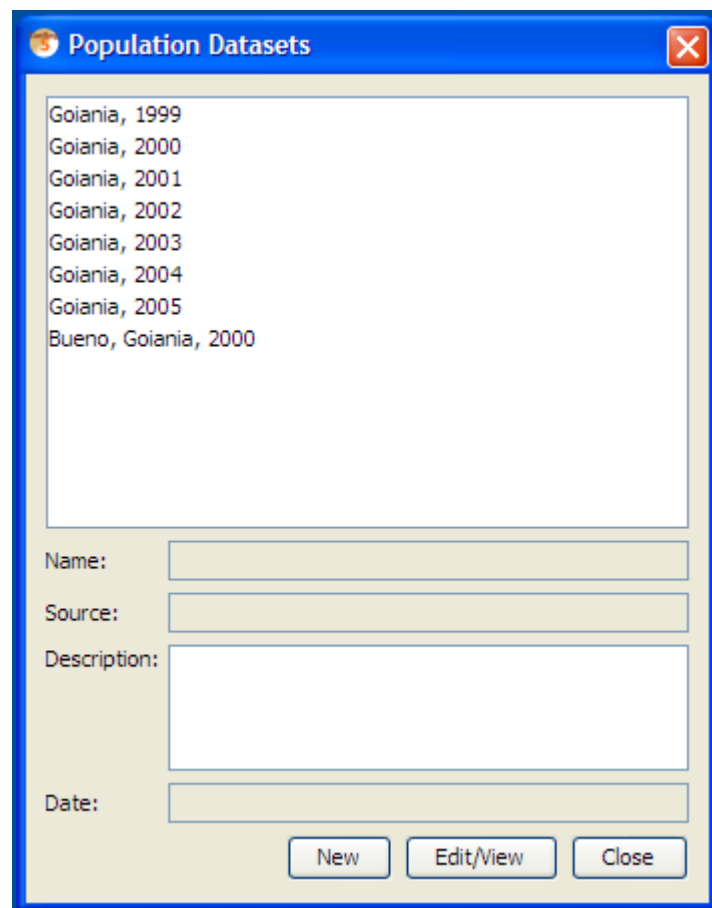 Population Datasets
Goiania, 1999
Goiania, 2000
Goiania, 2001
Goiania, 2002
Goiania, 2003
Goiania, 2004
Goiania, 2005
Bueno, Goiania, 2000
Name:
Source:
Description:
Date:
New Edit/View Close